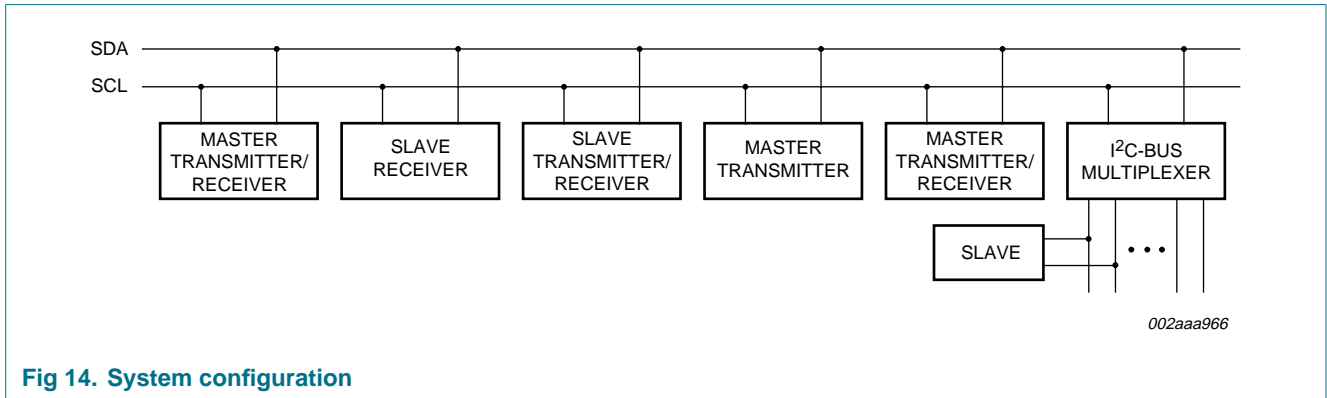 SDA
SCL
MASTER
TRANSMITTER/
RECEIVER
SLAVE
RECEIVER
SLAVE
TRANSMITTER/
RECEIVER
MASTER
TRANSMITTER
MASTER
TRANSMITTER/
RECEIVER
I²C-BUS
MULTIPLEXER
SLAVE
002aaa966
Fig 14. System configuration